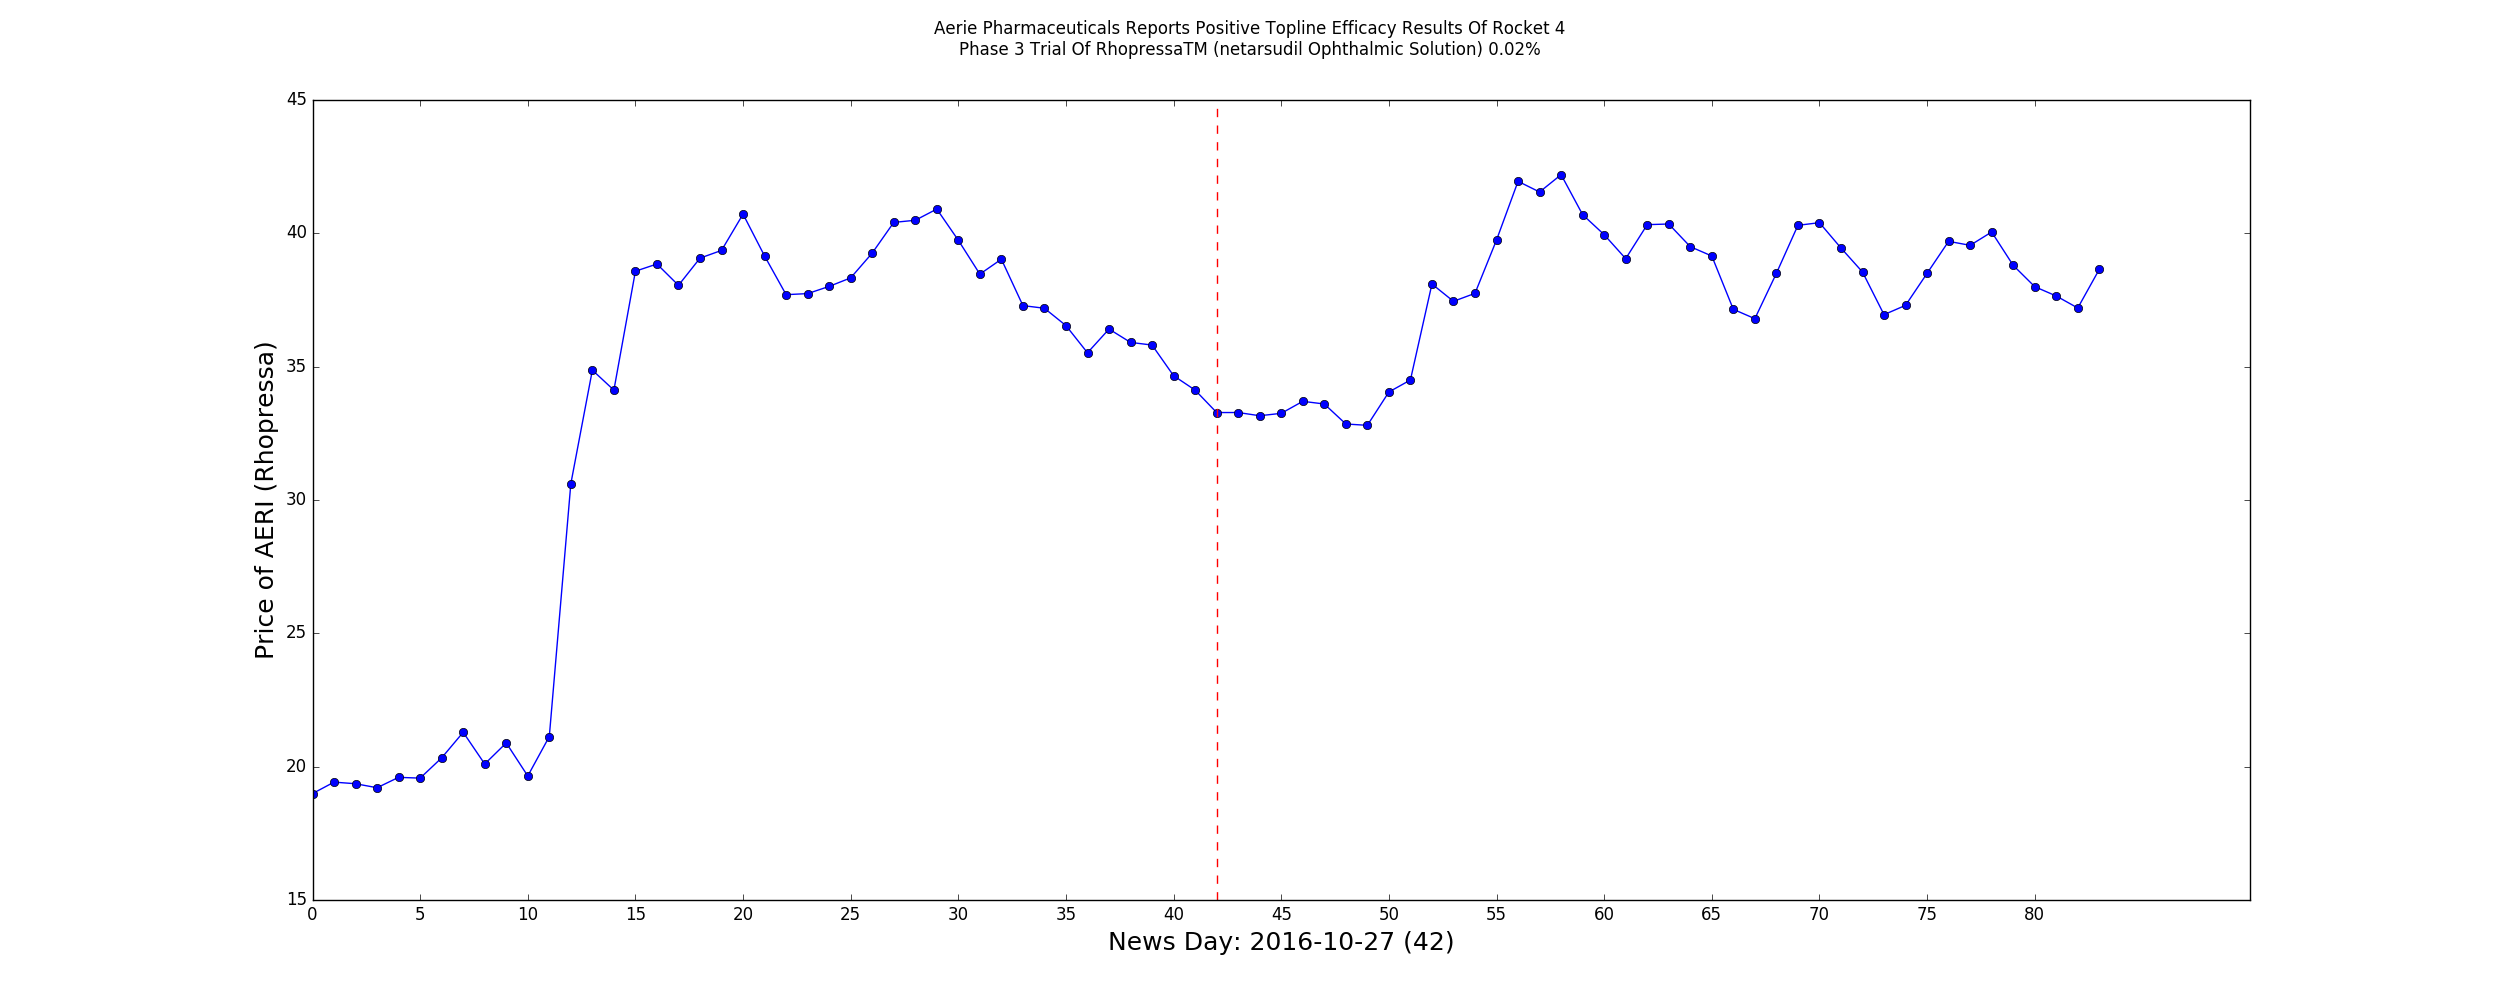 Aerie Pharmaceuticals Reports Positive Topline Efficacy Results Of Rocket 4
Phase 3 Trial Of RhopressaTM (netarsudil Ophthalmic Solution) 0.02%
Price of AERI (Rhopressa)
45
40
35
30
25
20
15
0 5 10 15 20 25 30 35 40 45 50 55 60 65 70 75 80
News Day: 2016-10-27 (42)